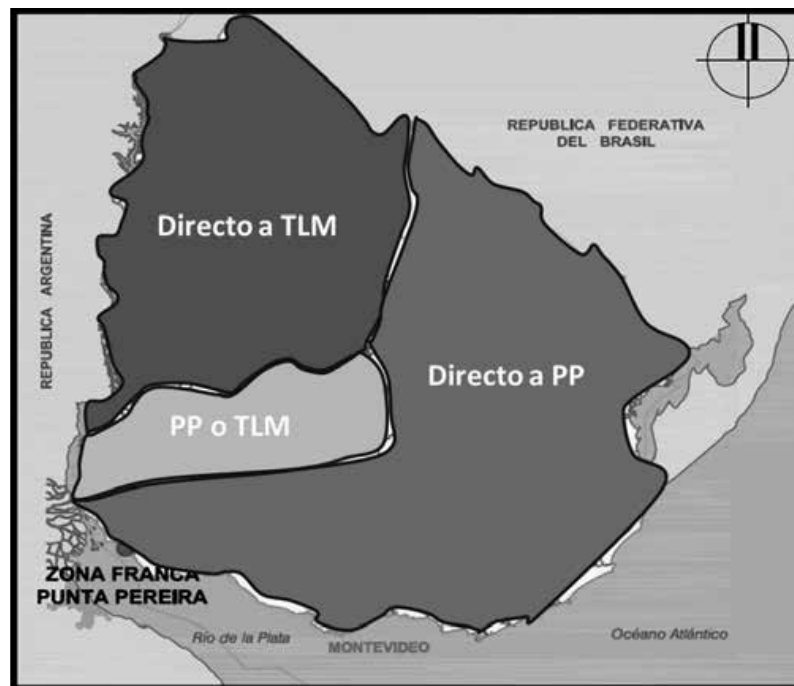 REPUBLICA FEDERATIVA
DEL BRASIL
Directo a TLM
REPUBLICA ARGENTINA
Directo a PP
PP o TLM
ZONA FRANCA
PUNTA PEREIRA
Río de la Plata
MONTEVIDEO
Océano Atlántico